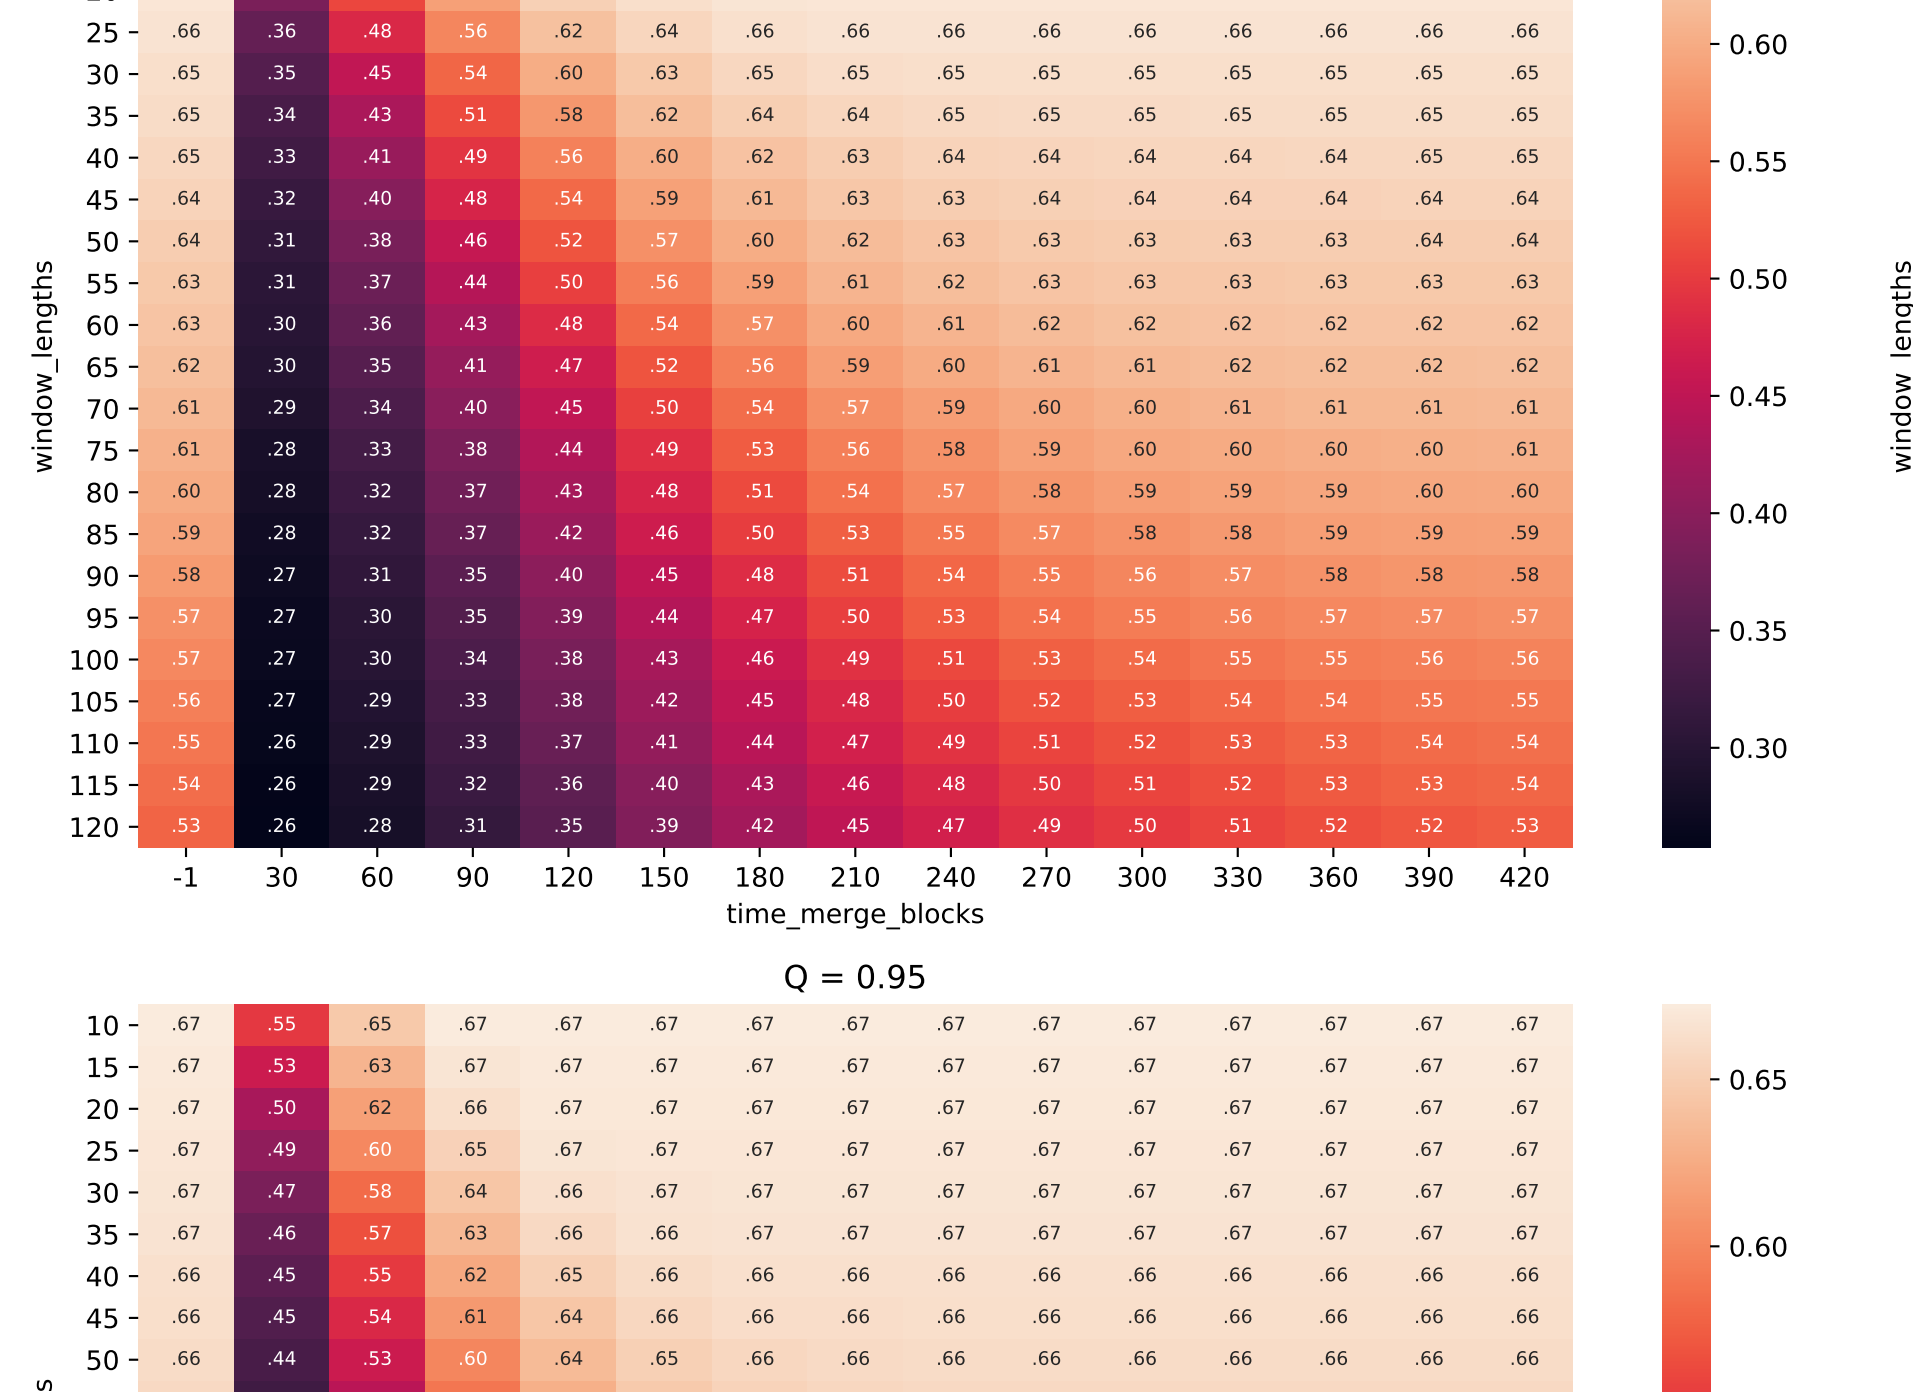 25 .66 .36 .48 .56 .62 .64 .66 .66 .66 .66 .66 .66 .66 .66 .66 0.60
30 .65 .35 .45 .54 .60 .63 .65 .65 .65 .65 .65 .65 .65 .65 .65
35 .65 .34 .43 .51 .58 .62 .64 .64 .65 .65 .65 .65 .65 .65 .65
40 .65 .33 .41 .49 .56 .60 .62 .63 .64 .64 .64 .64 .64 .65 .65 0.55
45 .64 .32 .40 .48 .54 .59 .61 .63 .63 .64 .64 .64 .64 .64 .64
50 .64 .31 .38 .46 .52 .57 .60 .62 .63 .63 .63 .63 .63 .64 .64
55 .63 .31 .37 .44 .50 .56 .59 .61 .62 .63 .63 .63 .63 .63 .63 0.50
60 .63 .30 .36 .43 .48 .54 .57 .60 .61 .62 .62 .62 .62 .62 .62
window_lengths
window_lengths
65 .62 .30 .35 .41 .47 .52 .56 .59 .60 .61 .61 .62 .62 .62 .62
70 .61 .29 .34 .40 .45 .50 .54 .57 .59 .60 .60 .61 .61 .61 .61 0.45
75 .61 .28 .33 .38 .44 .49 .53 .56 .58 .59 .60 .60 .60 .60 .61
80 .60 .28 .32 .37 .43 .48 .51 .54 .57 .58 .59 .59 .59 .60 .60 0.40
85 .59 .28 .32 .37 .42 .46 .50 .53 .55 .57 .58 .58 .59 .59 .59
90 .58 .27 .31 .35 .40 .45 .48 .51 .54 .55 .56 .57 .58 .58 .58
95 .57 .27 .30 .35 .39 .44 .47 .50 .53 .54 .55 .56 .57 .57 .57 0.35
100 .57 .27 .30 .34 .38 .43 .46 .49 .51 .53 .54 .55 .55 .56 .56
105 .56 .27 .29 .33 .38 .42 .45 .48 .50 .52 .53 .54 .54 .55 .55
110 .55 .26 .29 .33 .37 .41 .44 .47 .49 .51 .52 .53 .53 .54 .54 0.30
115 .54 .26 .29 .32 .36 .40 .43 .46 .48 .50 .51 .52 .53 .53 .54
120 .53 .26 .28 .31 .35 .39 .42 .45 .47 .49 .50 .51 .52 .52 .53
-1 30 60 90 120 150 180 210 240 270 300 330 360 390 420
time_merge_blocks
Q = 0.95
10 .67 .55 .65 .67 .67 .67 .67 .67 .67 .67 .67 .67 .67 .67 .67
15 .67 .53 .63 .67 .67 .67 .67 .67 .67 .67 .67 .67 .67 .67 .67 0.65
20 .67 .50 .62 .66 .67 .67 .67 .67 .67 .67 .67 .67 .67 .67 .67
25 .67 .49 .60 .65 .67 .67 .67 .67 .67 .67 .67 .67 .67 .67 .67
30 .67 .47 .58 .64 .66 .67 .67 .67 .67 .67 .67 .67 .67 .67 .67
35 .67 .46 .57 .63 .66 .66 .67 .67 .67 .67 .67 .67 .67 .67 .67 0.60
40 .66 .45 .55 .62 .65 .66 .66 .66 .66 .66 .66 .66 .66 .66 .66
45 .66 .45 .54 .61 .64 .66 .66 .66 .66 .66 .66 .66 .66 .66 .66
50 .66 .44 .53 .60 .64 .65 .66 .66 .66 .66 .66 .66 .66 .66 .66